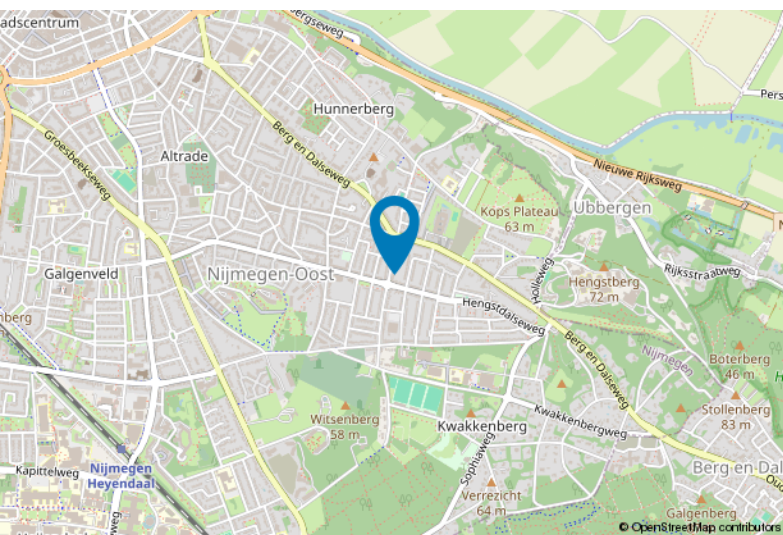 adscentrum
Hunnerberg
Altrade
Berg en Dalseweg
Groesbeekseweg
Nieuwe Rijksweg
Pers
Kops Plateau
63 m
Ubbergen
Galgenveld
Nijmegen-Oost
Holleweg
Hengstberg
72 m
Rijksstraatweg
Hengstdalseweg
Berg en Dalseweg
Nijmegen
Boterberg
46 m
Witsenberg
58 m
Kwakkenberg
Kwakkenbergweg
Stollenberg
83 m
Sophiaweg
Kapittelweg
Nijmegen
Heyendaal
Verrezicht
64 m
Berg en Dal
Galgenberg
© OpenStreetMap contributors